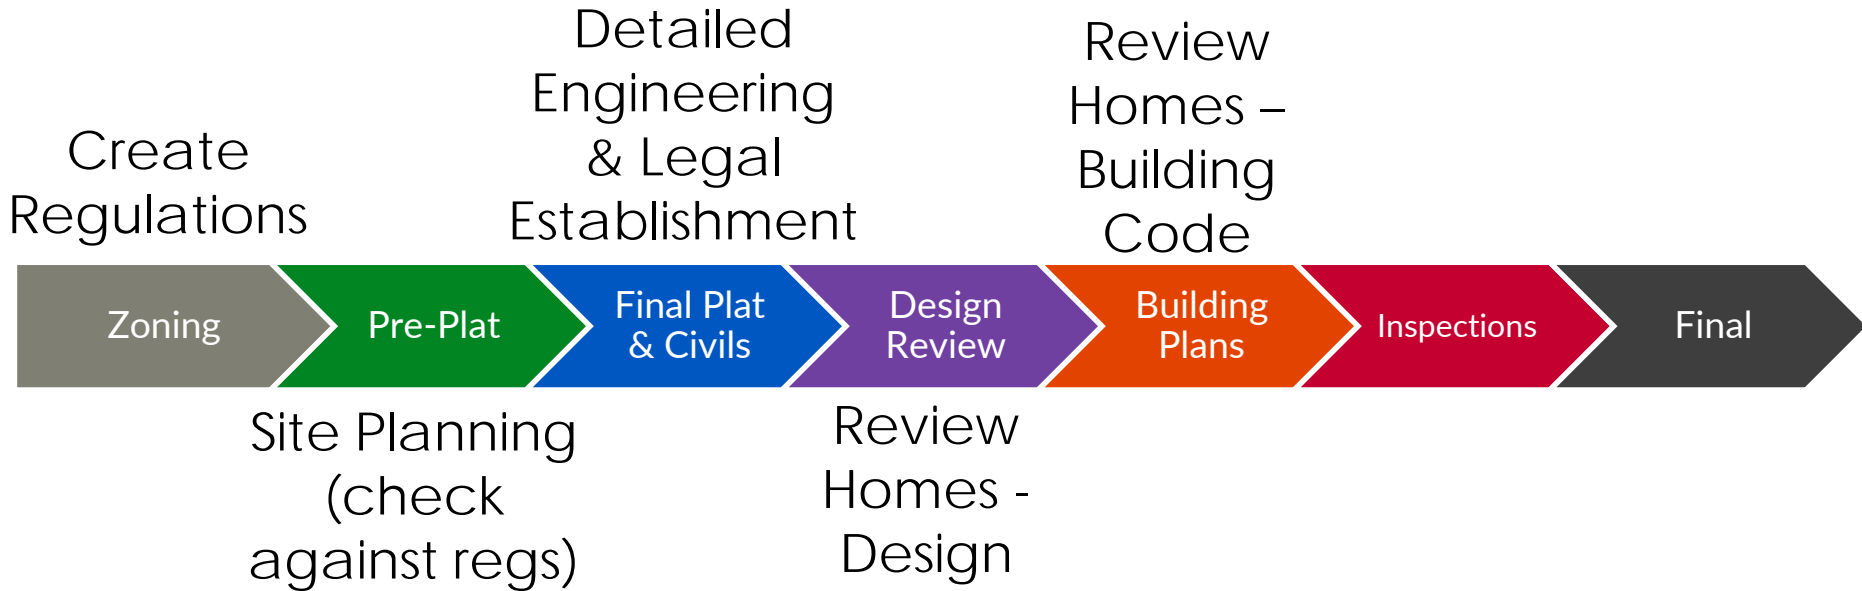 Create
Regulations
Detailed
Engineering
& Legal
Establishment
Review
Homes –
Building
Code
Zoning
Pre-Plat
Final Plat
& Civils
Design
Review
Building
Plans
Inspections
Final
Site Planning
(check
against regs)
Review
Homes -
Design